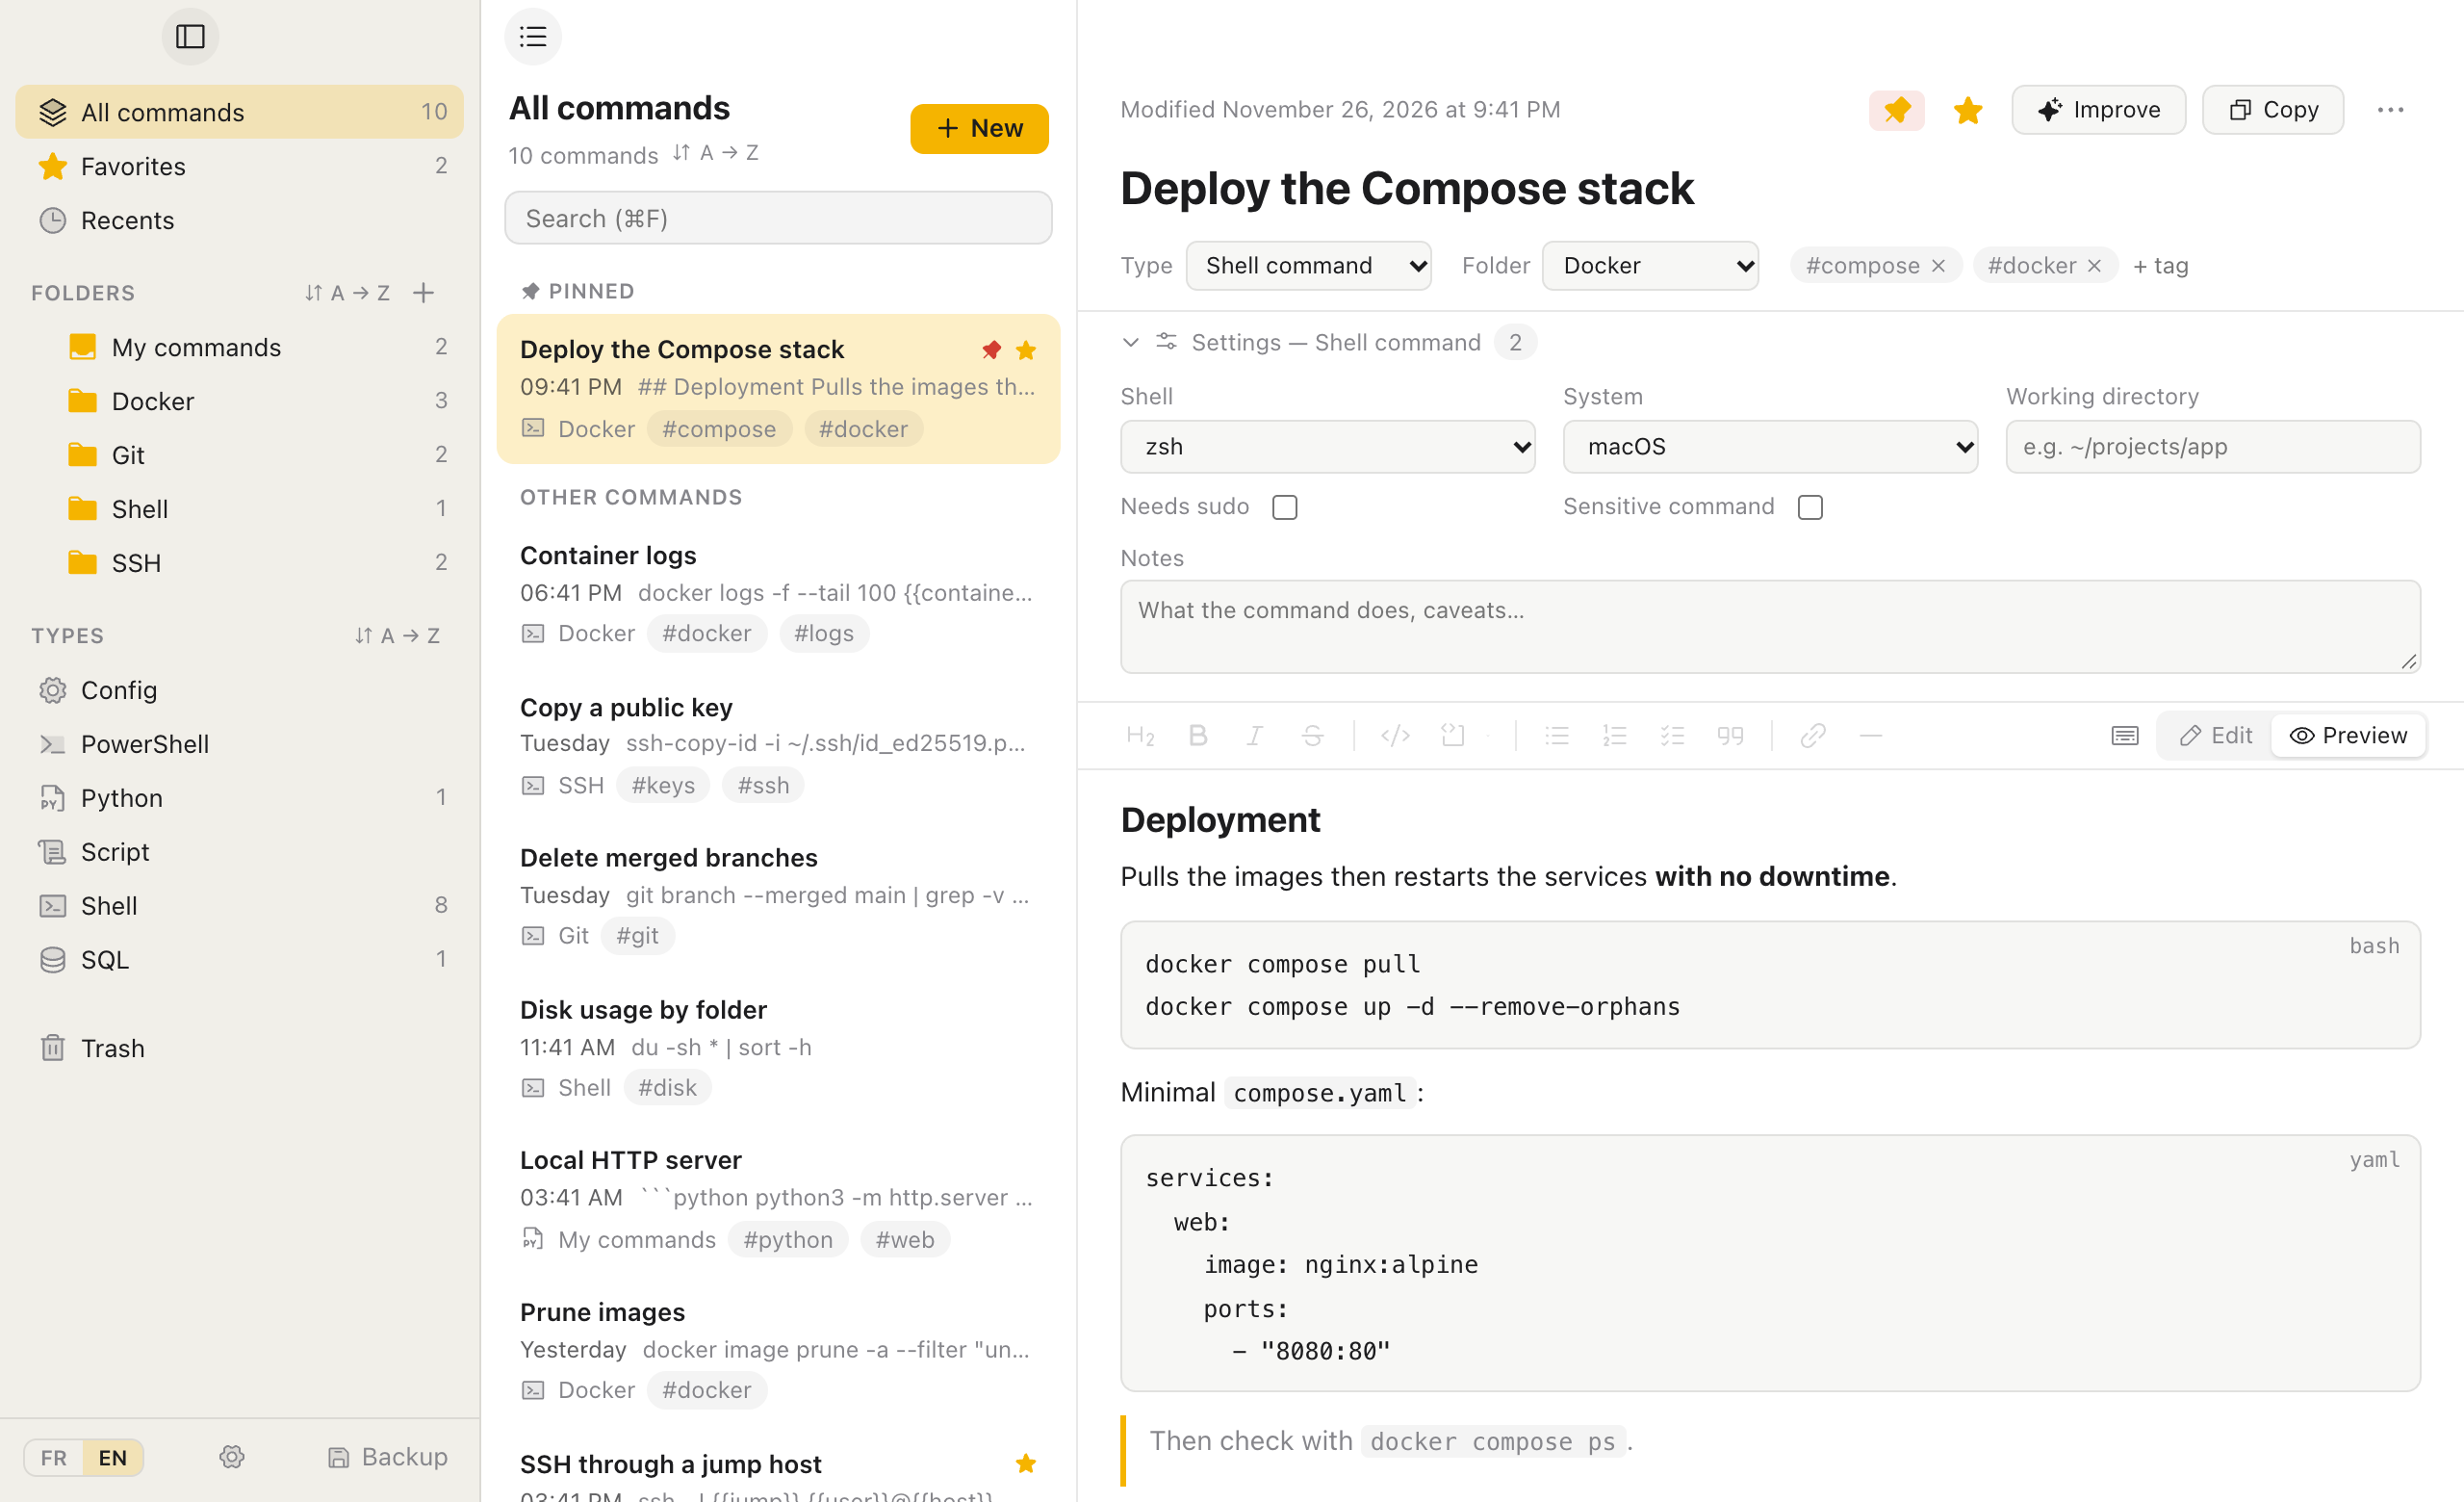 All commands 10
Favorites 2
Recents
FOLDERS A → Z
My commands 2
Docker 3
Git 2
Shell 1
SSH 2
TYPES A → Z
Config
PowerShell
Python 1
Script
Shell 8
SQL 1
Trash
FR EN Backup
All commands
10 commands A → Z
+ New
Search (⌘F)
PINNED
Deploy the Compose stack
09:41 PM ## Deployment Pulls the images th...
Docker #compose #docker
OTHER COMMANDS
Container logs
06:41 PM docker logs -f --tail 100 {{containe...
Docker #docker #logs
Copy a public key
Tuesday ssh-copy-id -i ~/.ssh/id_ed25519.p...
SSH #keys #ssh
Delete merged branches
Tuesday git branch --merged main | grep -v ...
Git #git
Disk usage by folder
11:41 AM du -sh * | sort -h
Shell #disk
Local HTTP server
03:41 AM ```python python3 -m http.server ...
My commands #python #web
Prune images
Yesterday docker image prune -a --filter "un...
Docker #docker
SSH through a jump host
03:41 PM ssh -J {{jump}} {{user}}@{{host}}
Modified November 26, 2026 at 9:41 PM
Improve Copy ...
Deploy the Compose stack
Type Shell command Folder Docker #compose × #docker × + tag
Settings — Shell command 2
Shell System Working directory
zsh macOS e.g. ~/projects/app
Needs sudo Sensitive command
Notes
What the command does, caveats...
H2 B I S </> Edit Preview
Deployment
Pulls the images then restarts the services with no downtime.
bash
docker compose pull
docker compose up -d --remove-orphans
Minimal compose.yaml:
yaml
services:
web:
image: nginx:alpine
ports:
- "8080:80"
Then check with docker compose ps.